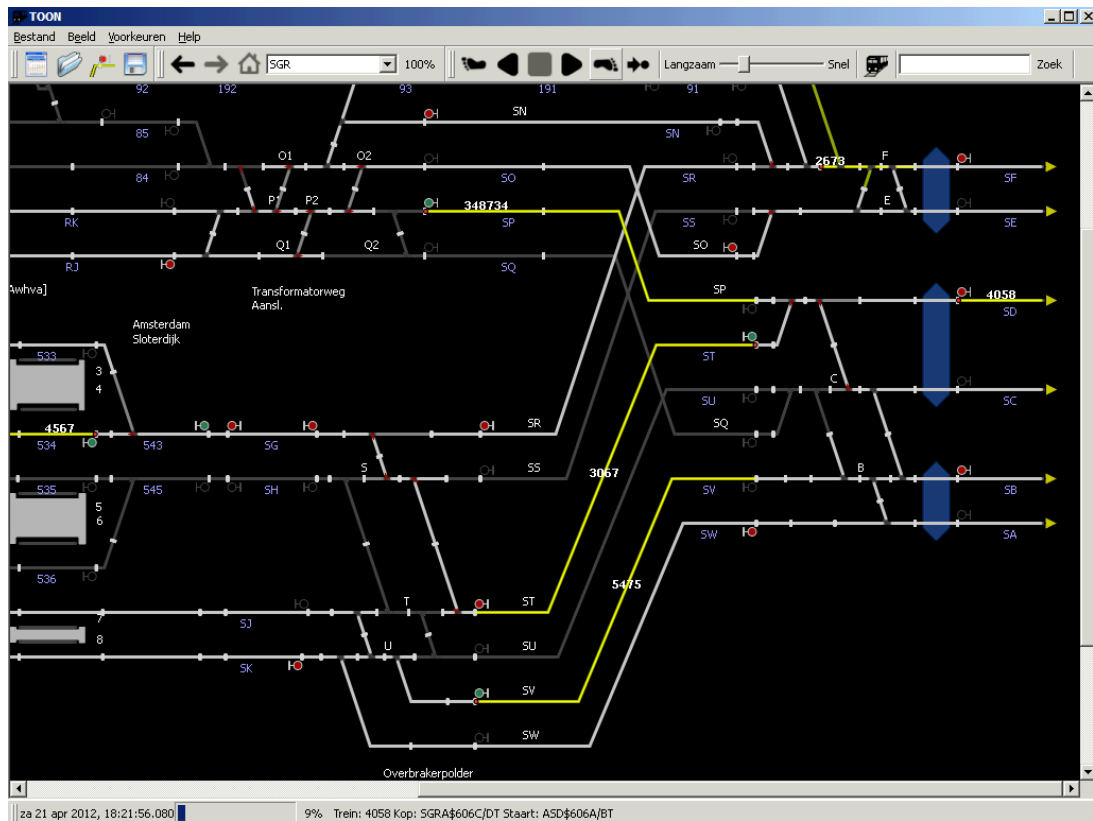 TOON
Bestand Beeld Voorkeuren Help
SGR 100% Langzaam Snel Zoek
92 192 93 191 91
SN
85 SN
O1 O2 2673 F
84 SO SR SF
P1 P2 348734 E
RK SP SS SE
Q1 Q2 SO
RJ SQ
Awhva] Transformatorweg
Aansl.
SP 4058
SD
Amsterdam
Sloterdijk
533 ST
3
4 C
SU SC
4567 SR SQ
534 543 SG
S SS 3067 B
535 545 SH SV SB
5
6
SW SA
536 5475
T ST
7 SJ
8
U SU
SK
SV
SW
Overbrakerpolder
za 21 apr 2012, 18:21:56.080 9% Trein: 4058 Kop: SGRA$606C/DT Staart: ASD$606A/BT